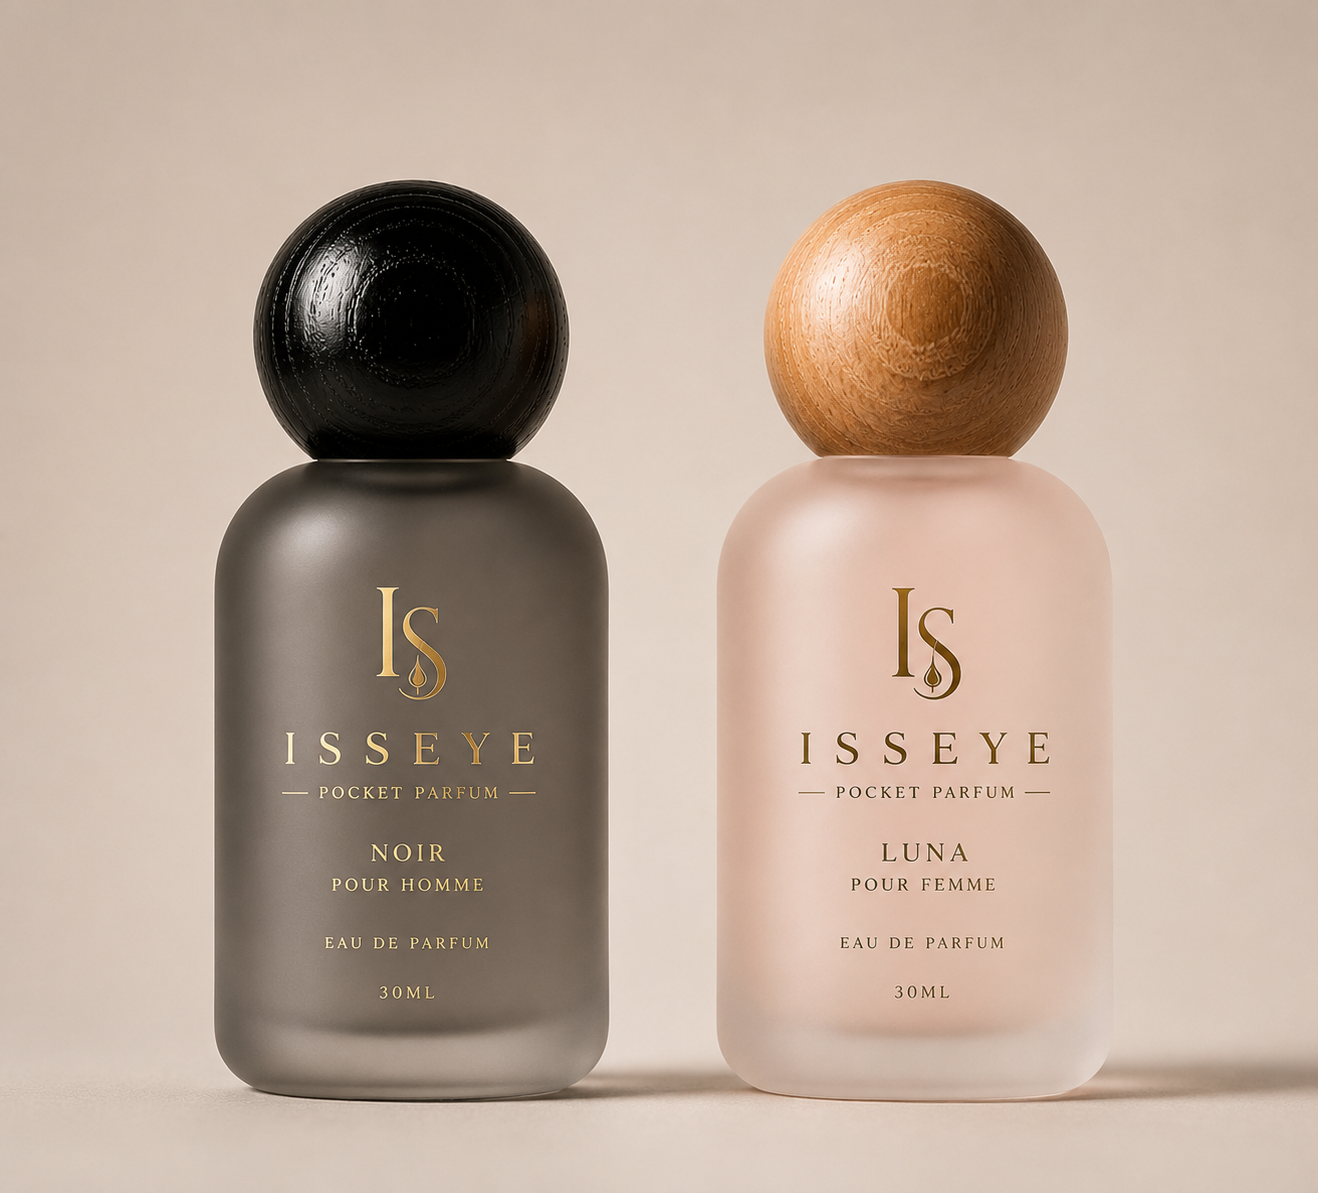 IS
ISSEYE
POCKET PARFUM
NOIR
POUR HOMME
EAU DE PARFUM
30ML
IS
ISSEYE
POCKET PARFUM
LUNA
POUR FEMME
EAU DE PARFUM
30ML